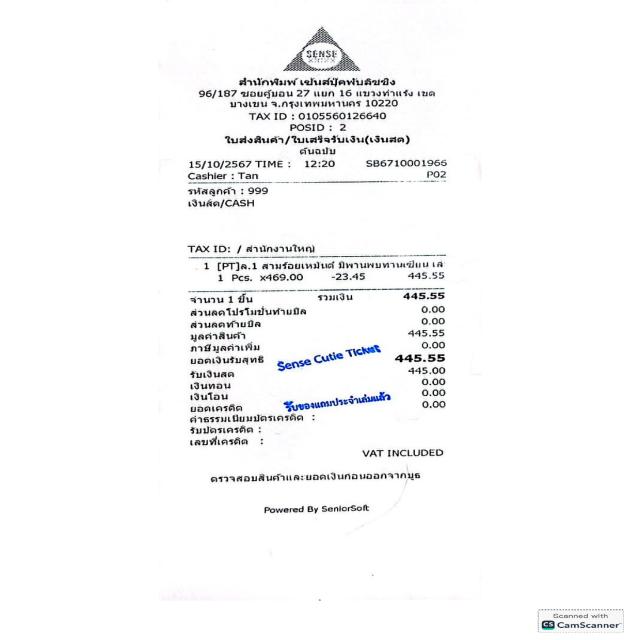 SENSE
สำนักพิมพ์ เซ้นส์บุ๊คพับลิชชิง
96/187 ซอยคู้บอน 27 แยก 16 แขวงท่าแร้ง เขต
บางเขน จ.กรุงเทพมหานคร 10220
TAX ID : 0105560126640
POSID : 2
ใบส่งสินค้า/ใบเสร็จรับเงิน(เงินสด)
ต้นฉบับ
15/10/2567 TIME : 12:20 SB6710001966
Cashier : Tan P02
รหัสลูกค้า : 999
เงินสด/CASH
TAX ID: / สำนักงานใหญ่
1 [PT]ล.1 สามร้อยเหมันต์ มิพานพบทานเซียน
1 Pcs. x469.00 -23.45 445.55
จำนวน 1 ชิ้น รวมเงิน 445.55
ส่วนลดโปรโมชั่นท้ายบิล 0.00
ส่วนลดท้ายบิล 0.00
มูลค่าสินค้า 445.55
ภาษีมูลค่าเพิ่ม 0.00
ยอดเงินรับสุทธิ 445.55
Sense Cutie Ticket
รับเงินสด 445.00
เงินทอน 0.00
เงินโอน 0.00
รับของแถมประจำเล่มแล้ว
ยอดเครดิต 0.00
ค่าธรรมเนียมบัตรเครดิต :
รับบัตรเครดิต :
เลขที่เครดิต :
VAT INCLUDED
ตรวจสอบสินค้าและยอดเงินก่อนออกจากบูธ
Powered By SeniorSoft
Scanned with
CS CamScanner